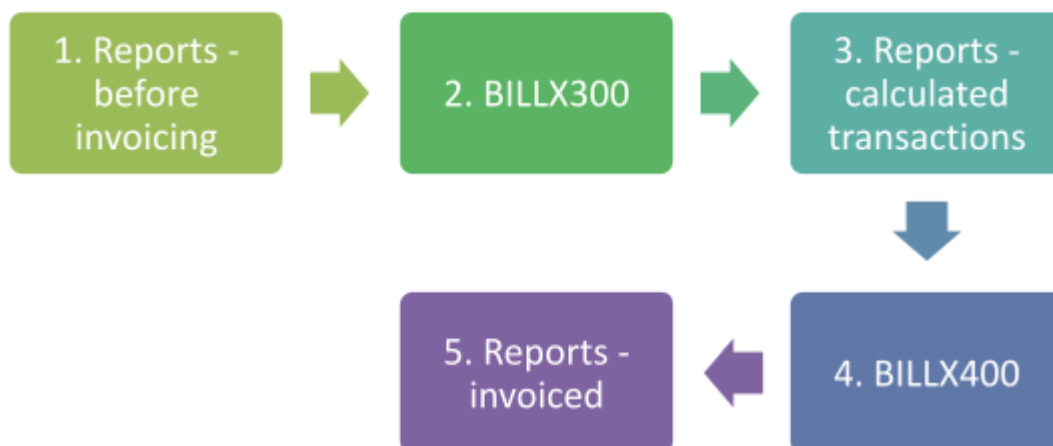 1. Reports -
before
invoicing
2. BILLX300
3. Reports -
calculated
transactions
4. BILLX400
5. Reports -
invoiced